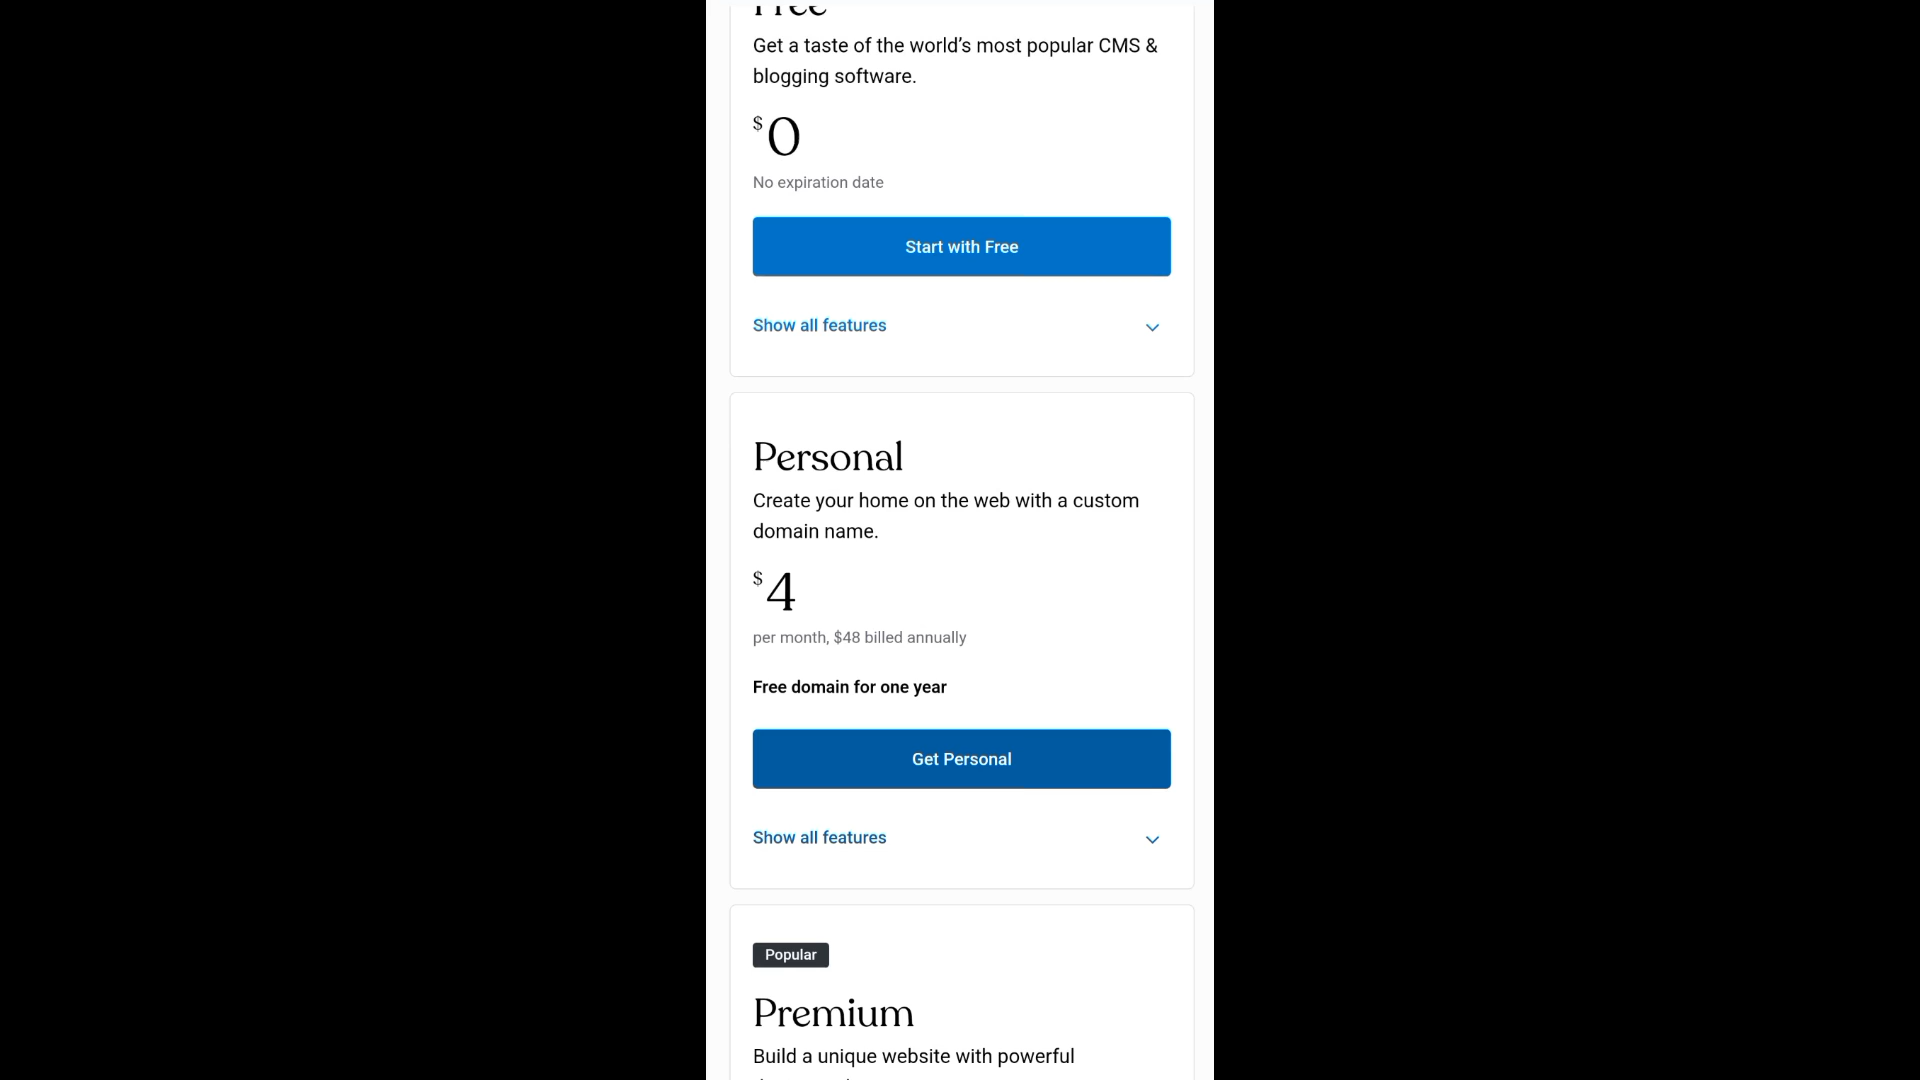 Free
Get a taste of the world’s most popular CMS &
blogging software.
$0
No expiration date
Start with Free
Show all features
Personal
Create your home on the web with a custom
domain name.
$4
per month, $48 billed annually
Free domain for one year
Get Personal
Show all features
Popular
Premium
Build a unique website with powerful